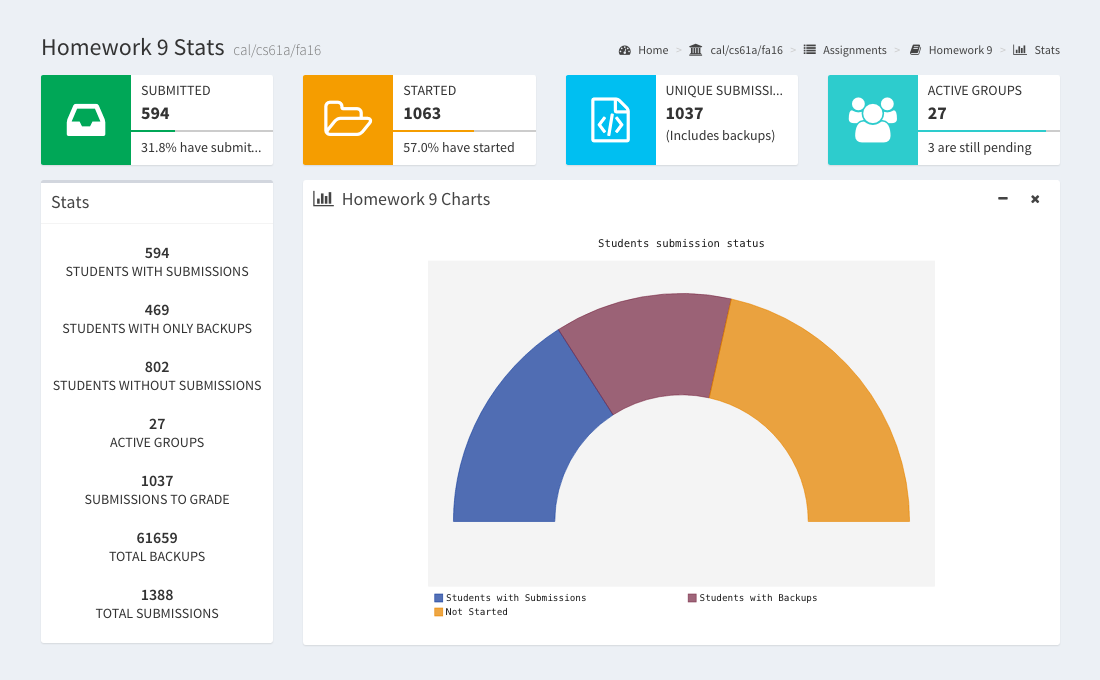 Homework 9 Stats cal/cs61a/fa16
Home > cal/cs61a/fa16 > Assignments > Homework 9 > Stats
SUBMITTED
594
31.8% have submit...
STARTED
1063
57.0% have started
UNIQUE SUBMISSI...
1037
(Includes backups)
ACTIVE GROUPS
27
3 are still pending
Stats
594
STUDENTS WITH SUBMISSIONS
469
STUDENTS WITH ONLY BACKUPS
802
STUDENTS WITHOUT SUBMISSIONS
27
ACTIVE GROUPS
1037
SUBMISSIONS TO GRADE
61659
TOTAL BACKUPS
1388
TOTAL SUBMISSIONS
Homework 9 Charts
Students submission status
Students with Submissions
Students with Backups
Not Started